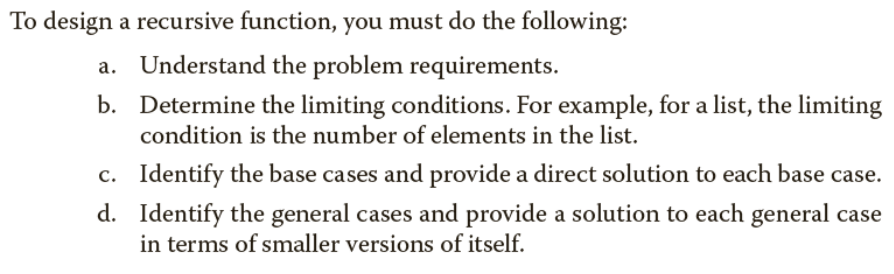 To design a recursive function, you must do the following:
a. Understand the problem requirements.
b. Determine the limiting conditions. For example, for a list, the limiting
condition is the number of elements in the list.
c. Identify the base cases and provide a direct solution to each base case.
d. Identify the general cases and provide a solution to each general case
in terms of smaller versions of itself.